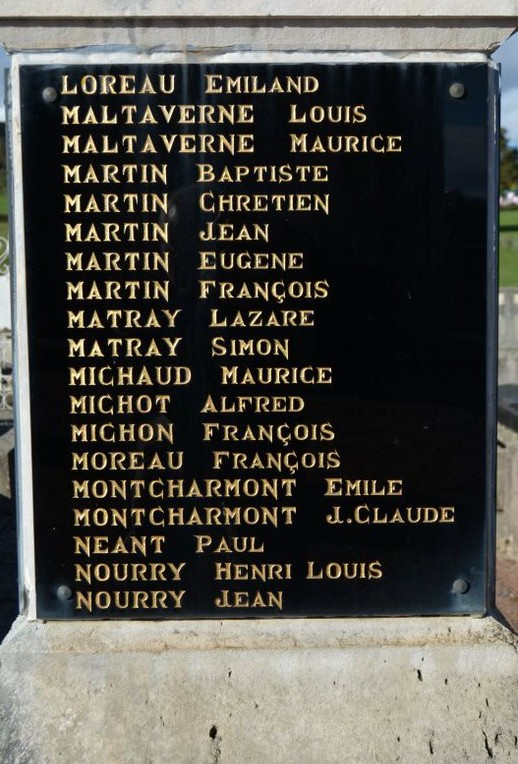 LOREAU EMILAND
MALTAVERNE LOUIS
MALTAVERNE MAURICE
MARTIN BAPTISTE
MARTIN CHRETIEN
MARTIN JEAN
MARTIN EUGENE
MARTIN FRANÇOIS
MATRAY LAZARE
MATRAY SIMON
MICHAUD MAURICE
MICHOT ALFRED
MICHON FRANÇOIS
MOREAU FRANÇOIS
MONTCHARMONT EMILE
MONTCHARMONT J.CLAUDE
NEANT PAUL
NOURRY HENRI LOUIS
NOURRY JEAN